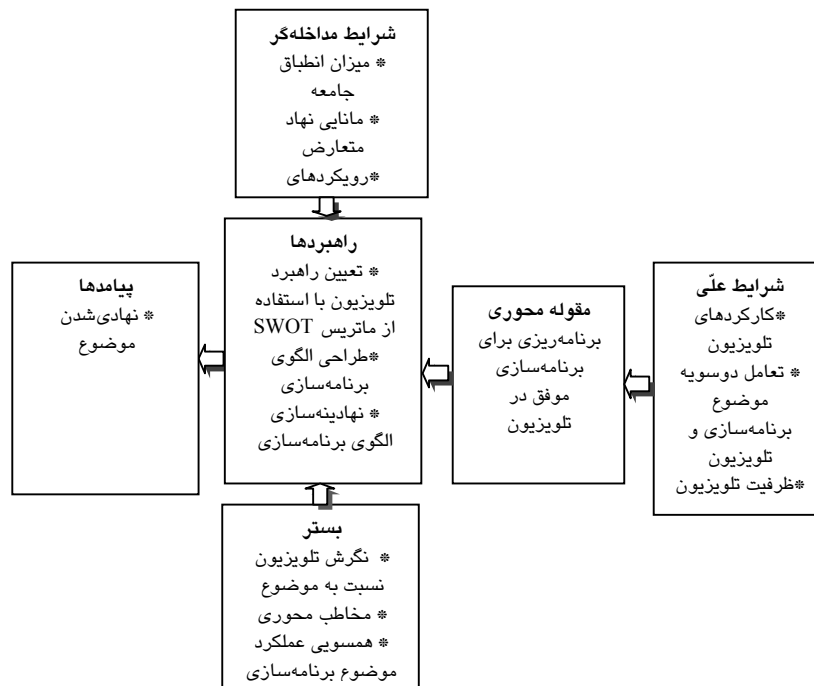 شرایط مداخله‌گر
* میزان انطباق
جامعه
* مانایی نهاد
متعارض
*رویکردهای
شرایط علّی
*کارکردهای
تلویزیون
* تعامل دوسویه
موضوع
برنامه‌سازی و
تلویزیون
*ظرفیت تلویزیون
مقوله محوری
برنامه‌ریزی برای
برنامه‌سازی
موفق در
تلویزیون
راهبردها
* تعیین راهبرد
تلویزیون با استفاده
از ماتریس SWOT
*طراحی الگوی
برنامه‌سازی
* نهادینه‌سازی
الگوی برنامه‌سازی
پیامدها
* نهادی‌شدن
موضوع
بستر
* نگرش تلویزیون
نسبت به موضوع
* مخاطب محوری
* همسویی عملکرد
موضوع برنامه‌سازی